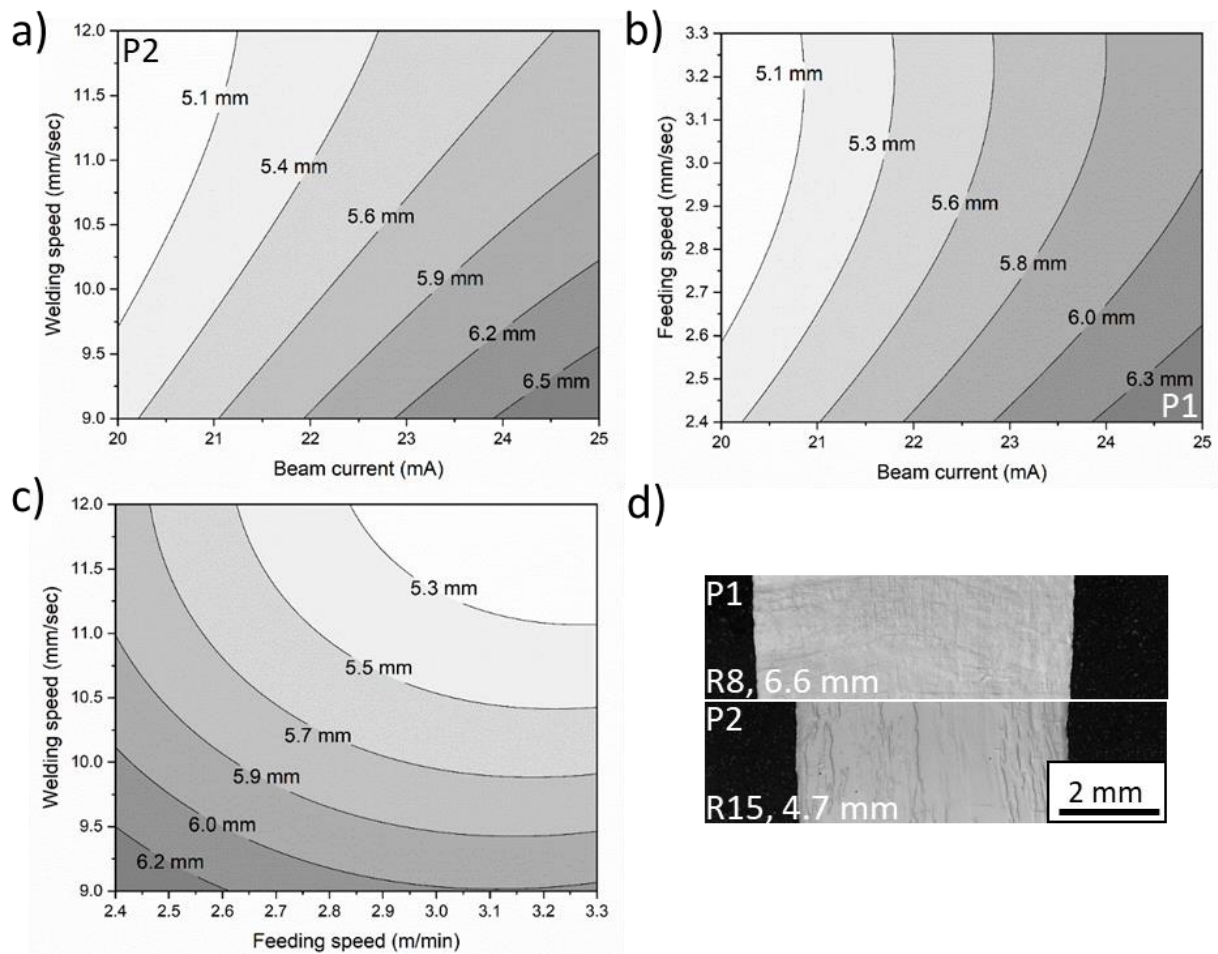 a)
P2
12.0
11.5
11.0
10.5
10.0
9.5
9.0
Welding speed (mm/sec)
5.1 mm
5.4 mm
5.6 mm
5.9 mm
6.2 mm
6.5 mm
20 21 22 23 24 25
Beam current (mA)
b)
3.3
3.2
3.1
3.0
2.9
2.8
2.7
2.6
2.5
2.4
Feeding speed (mm/sec)
5.1 mm
5.3 mm
5.6 mm
5.8 mm
6.0 mm
6.3 mm
P1
20 21 22 23 24 25
Beam current (mA)
c)
12.0
11.5
11.0
10.5
10.0
9.5
9.0
Welding speed (mm/sec)
5.3 mm
5.5 mm
5.7 mm
5.9 mm
6.0 mm
6.2 mm
2.4 2.5 2.6 2.7 2.8 2.9 3.0 3.1 3.2 3.3
Feeding speed (m/min)
d)
P1
R8, 6.6 mm
P2
R15, 4.7 mm
2 mm